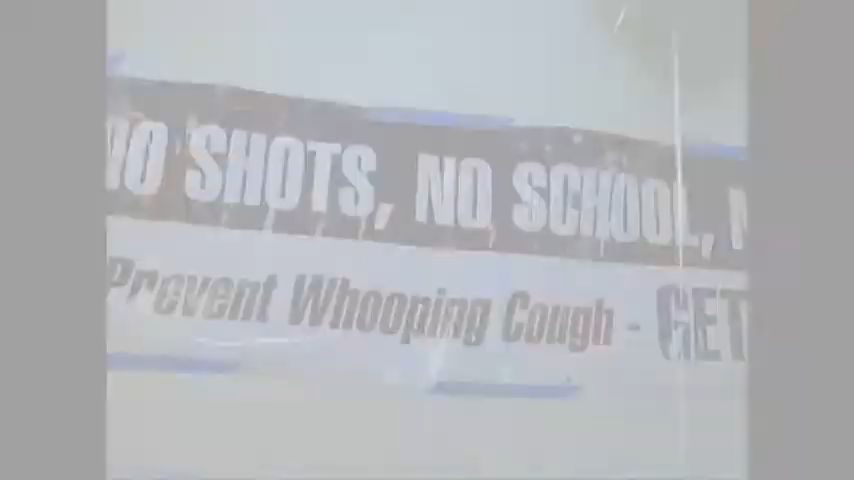 NO SHOTS, NO SCHOOL, N
Prevent Whooping Cough - GET